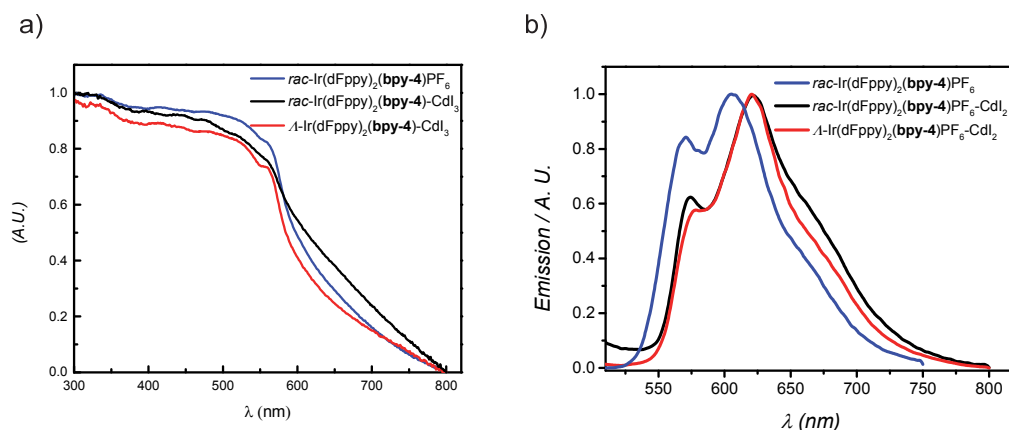 a)
rac-Ir(dFppy)₂(bpy-4)PF₆
rac-Ir(dFppy)₂(bpy-4)-CdI₃
Λ-Ir(dFppy)₂(bpy-4)-CdI₃
(A.U.)
1.0
0.8
0.6
0.4
0.2
0.0
300 400 500 600 700 800
λ (nm)
b)
rac-Ir(dFppy)₂(bpy-4)PF₆
rac-Ir(dFppy)₂(bpy-4)PF₆-CdI₂
Λ-Ir(dFppy)₂(bpy-4)PF₆-CdI₂
Emission / A. U.
1.0
0.8
0.6
0.4
0.2
0.0
550 600 650 700 750 800
λ (nm)